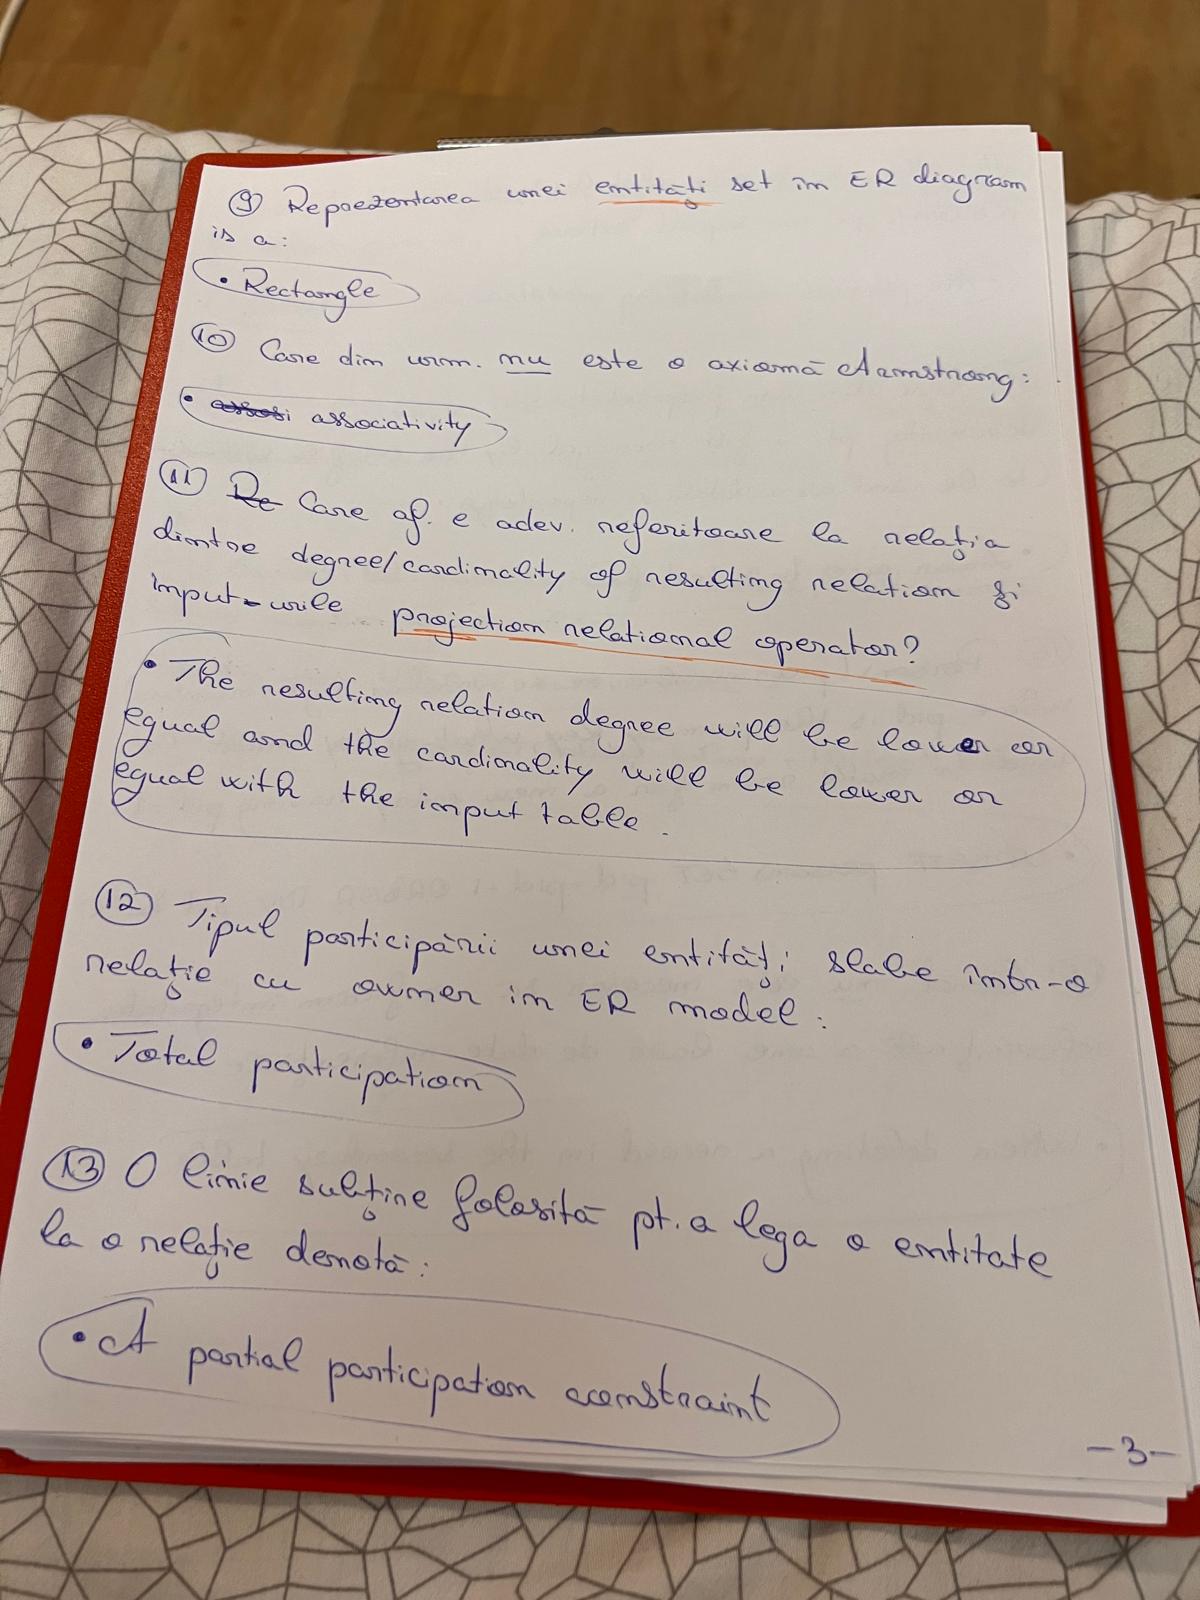 9 Reprezentarea unei entități set în ER diagram
is a:
• Rectangle
10 Care din urm. nu este o axiomă Armstrong:
• associativity
11 Re Care af. e adev. referitoare la relația
dintre degree/cardinality of resulting relation și
input-urile projection relational operator?
• The resulting relation degree will be lower or
equal and the cardinality will be lower or
equal with the input table.
12 Tipul participării unei entități slabe într-o
relație cu owner in ER model:
• Total participation
13 O linie subține folosită pt. a lega o entitate
la o relație denotă:
• A partial participation constraint
-3-